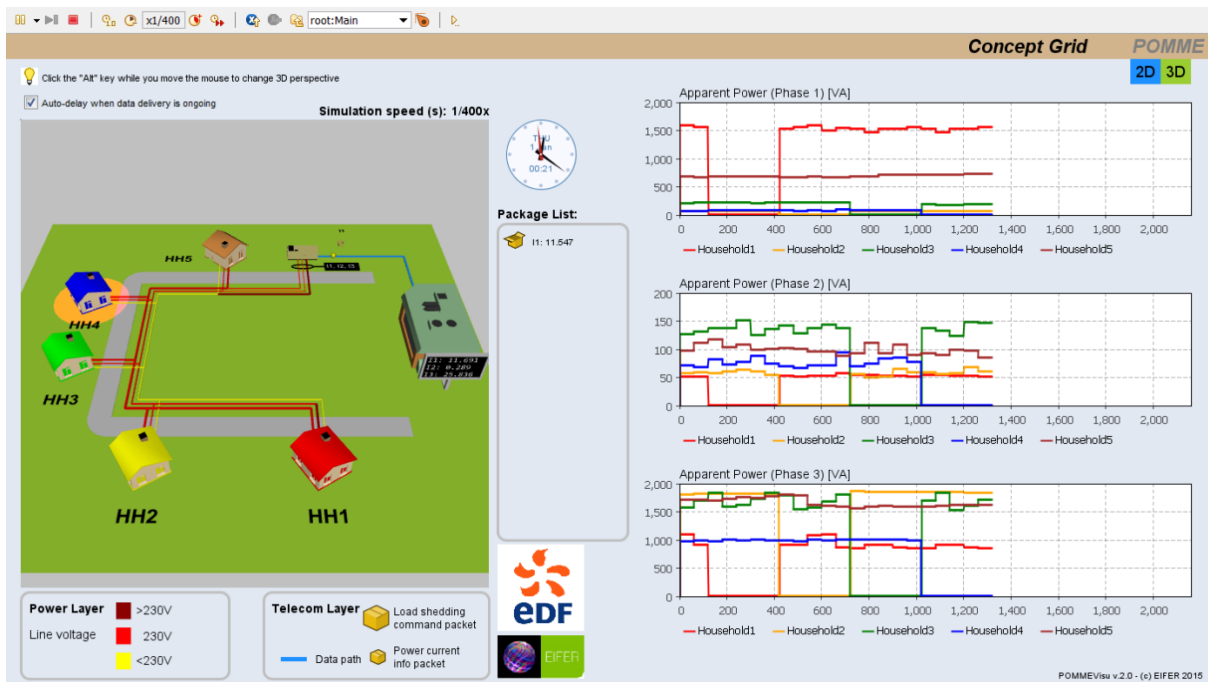 x1/400
root:Main
Concept Grid
POMME
2D 3D
Click the "Alt" key while you move the mouse to change 3D perspective
Auto-delay when data delivery is ongoing
Simulation speed (s): 1/400x
THU
00:21
Package List:
I1: 11.547
HH5
I1, I2, I3
HH4
HH3
I1: 11.691
I2: 0.289
I3: 25.838
HH2
HH1
Power Layer
Line voltage
>230V
230V
<230V
Telecom Layer
Load shedding
command packet
Data path
Power current
info packet
eDF
EIFER
Apparent Power (Phase 1) [VA]
2,000
1,500
1,000
500
0
0 200 400 600 800 1,000 1,200 1,400 1,600 1,800 2,000
Household1 Household2 Household3 Household4 Household5
Apparent Power (Phase 2) [VA]
200
150
100
50
0
0 200 400 600 800 1,000 1,200 1,400 1,600 1,800 2,000
Household1 Household2 Household3 Household4 Household5
Apparent Power (Phase 3) [VA]
2,000
1,500
1,000
500
0
0 200 400 600 800 1,000 1,200 1,400 1,600 1,800 2,000
Household1 Household2 Household3 Household4 Household5
POMMEVisu v.2.0 - (c) EIFER 2015